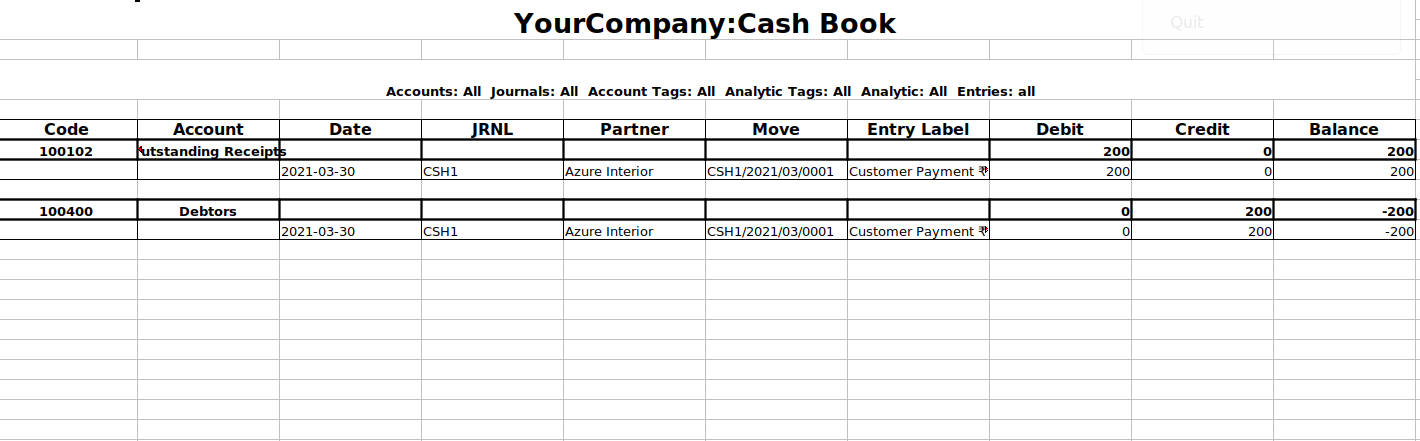 YourCompany:Cash Book
Quit
Accounts: All Journals: All Account Tags: All Analytic Tags: All Analytic: All Entries: all
Code Account Date JRNL Partner Move Entry Label Debit Credit Balance
100102 utstanding Receipts 200 0 200
2021-03-30 CSH1 Azure Interior CSH1/2021/03/0001 Customer Payment ₹ 200 0 200
100400 Debtors 0 200 -200
2021-03-30 CSH1 Azure Interior CSH1/2021/03/0001 Customer Payment ₹ 0 200 -200